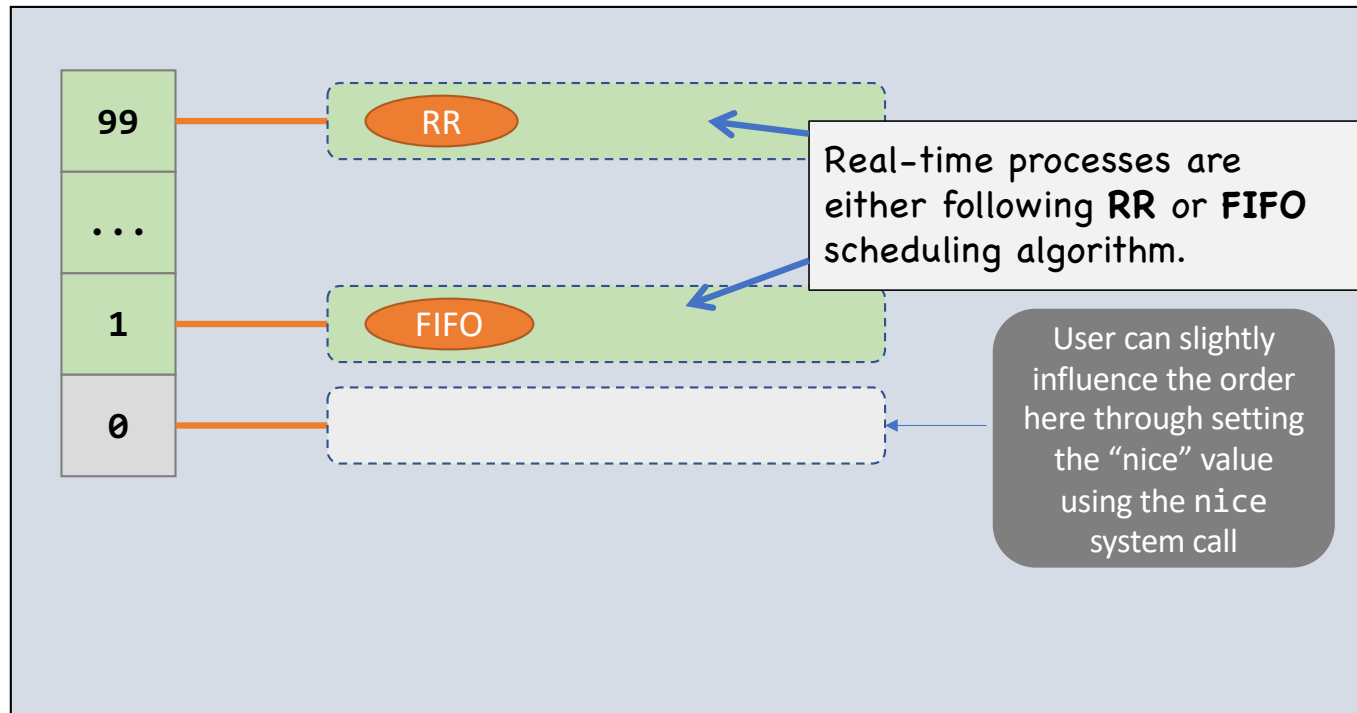 99
RR
Real-time processes are
either following RR or FIFO
scheduling algorithm.
...
1
FIFO
0
User can slightly
influence the order
here through setting
the “nice” value
using the nice
system call